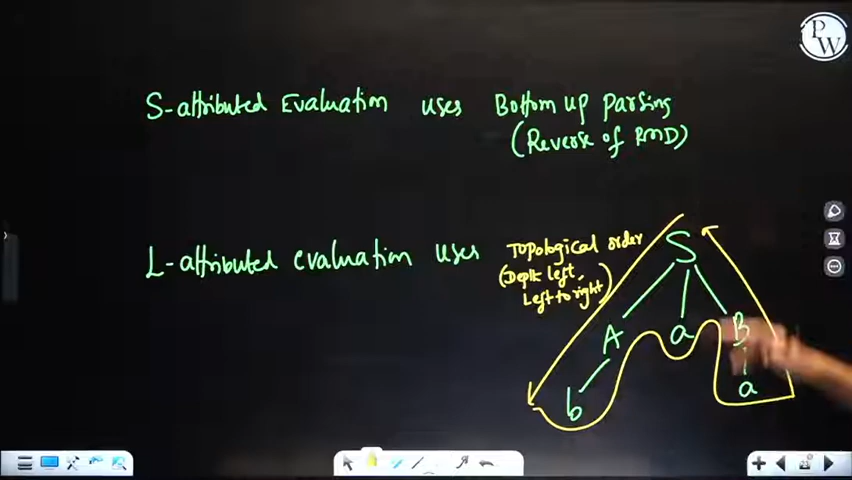 S-attributed Evaluation uses Bottom up parsing
(Reverse of RMD)
L-attributed evaluation uses Topological order
(Depth left,
Left to right)
S
A a B
b a
PW